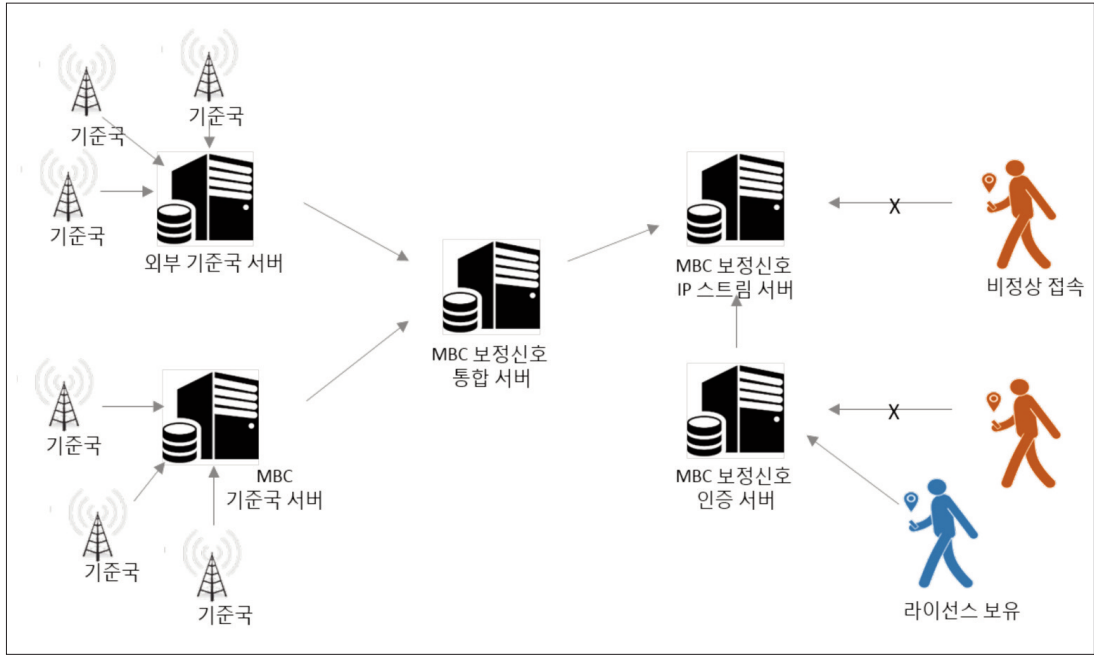 기준국
기준국
기준국
외부 기준국 서버
MBC 보정신호
IP 스트림 서버
X
비정상 접속
MBC 보정신호
통합 서버
기준국
MBC
기준국 서버
기준국
기준국
MBC 보정신호
인증 서버
X
라이선스 보유